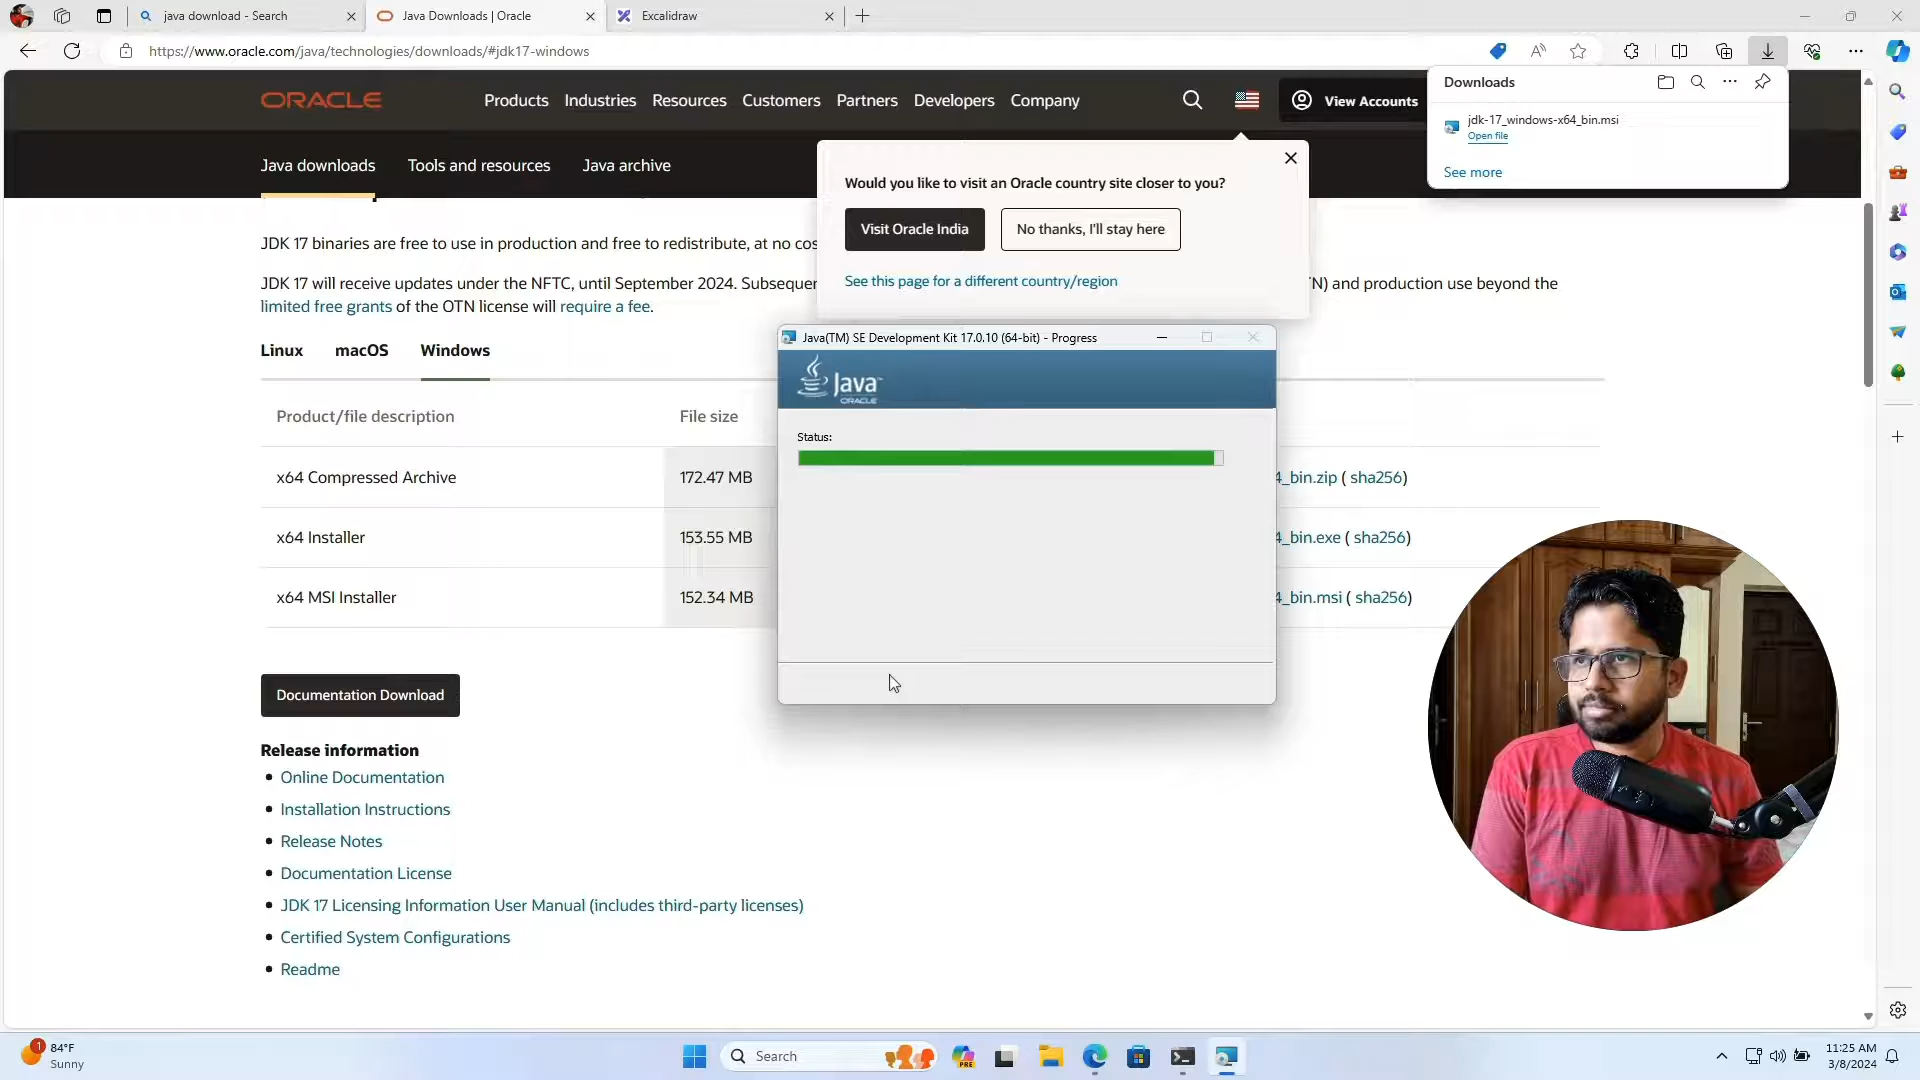 java download - Search
Java Downloads | Oracle
Excalidraw
https://www.oracle.com/java/technologies/downloads/#jdk17-windows
Downloads
jdk-17_windows-x64_bin.msi
Open file
See more
ORACLE
Products
Industries
Resources
Customers
Partners
Developers
Company
View Accounts
Java downloads
Tools and resources
Java archive
Would you like to visit an Oracle country site closer to you?
Visit Oracle India
No thanks, I'll stay here
See this page for a different country/region
JDK 17 binaries are free to use in production and free to redistribute, at no cos
JDK 17 will receive updates under the NFTC, until September 2024. Subsequen
N) and production use beyond the
limited free grants of the OTN license will require a fee.
Linux
macOS
Windows
Java(TM) SE Development Kit 17.0.10 (64-bit) - Progress
Java™
ORACLE
Status:
Product/file description
File size
x64 Compressed Archive
172.47 MB
4_bin.zip ( sha256)
x64 Installer
153.55 MB
4_bin.exe ( sha256)
x64 MSI Installer
152.34 MB
4_bin.msi ( sha256)
Documentation Download
Release information
Online Documentation
Installation Instructions
Release Notes
Documentation License
JDK 17 Licensing Information User Manual (includes third-party licenses)
Certified System Configurations
Readme
1
84°F
Sunny
Search
PRE
11:25 AM
3/8/2024